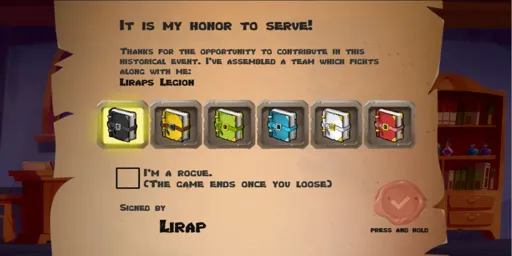 It is my honor to serve!
Thanks for the opportunity to contribute in this
historical event. I've assembled a team which fights
along with me:
Liraps Legion
I'm a rogue.
(The game ends once you loose)
Signed by
Lirap
press and hold